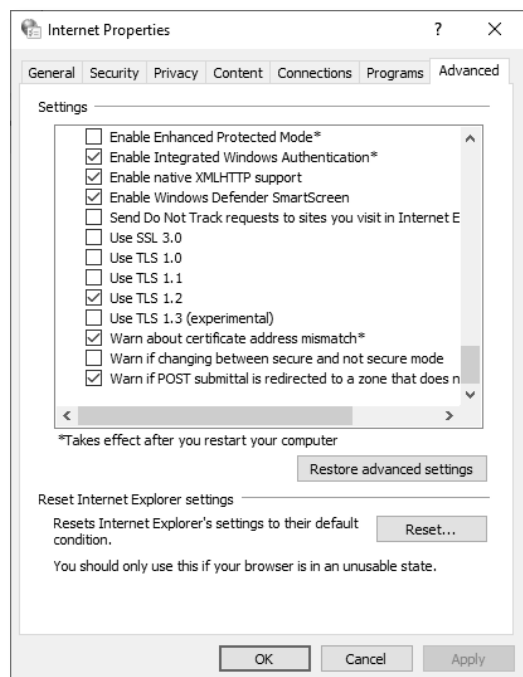 Internet Properties
?
General Security Privacy Content Connections Programs Advanced
Settings
Enable Enhanced Protected Mode*
Enable Integrated Windows Authentication*
Enable native XMLHTTP support
Enable Windows Defender SmartScreen
Send Do Not Track requests to sites you visit in Internet E
Use SSL 3.0
Use TLS 1.0
Use TLS 1.1
Use TLS 1.2
Use TLS 1.3 (experimental)
Warn about certificate address mismatch*
Warn if changing between secure and not secure mode
Warn if POST submittal is redirected to a zone that does n
*Takes effect after you restart your computer
Restore advanced settings
Reset Internet Explorer settings
Resets Internet Explorer's settings to their default
condition.
Reset...
You should only use this if your browser is in an unusable state.
OK Cancel Apply